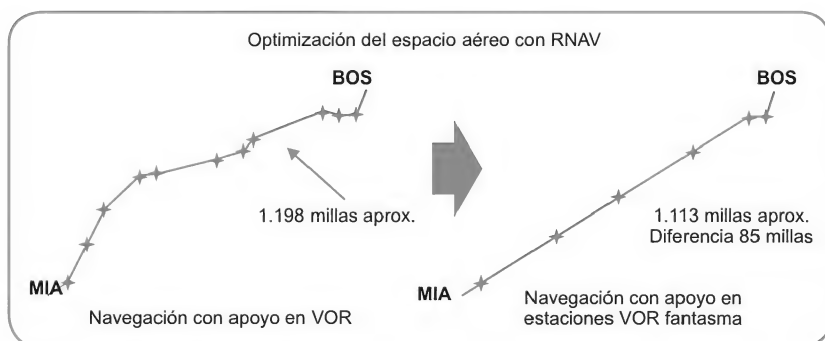 Optimización del espacio aéreo con RNAV
BOS
1.198 millas aprox.
MIA
Navegación con apoyo en VOR
BOS
1.113 millas aprox.
Diferencia 85 millas
MIA
Navegación con apoyo en
estaciones VOR fantasma